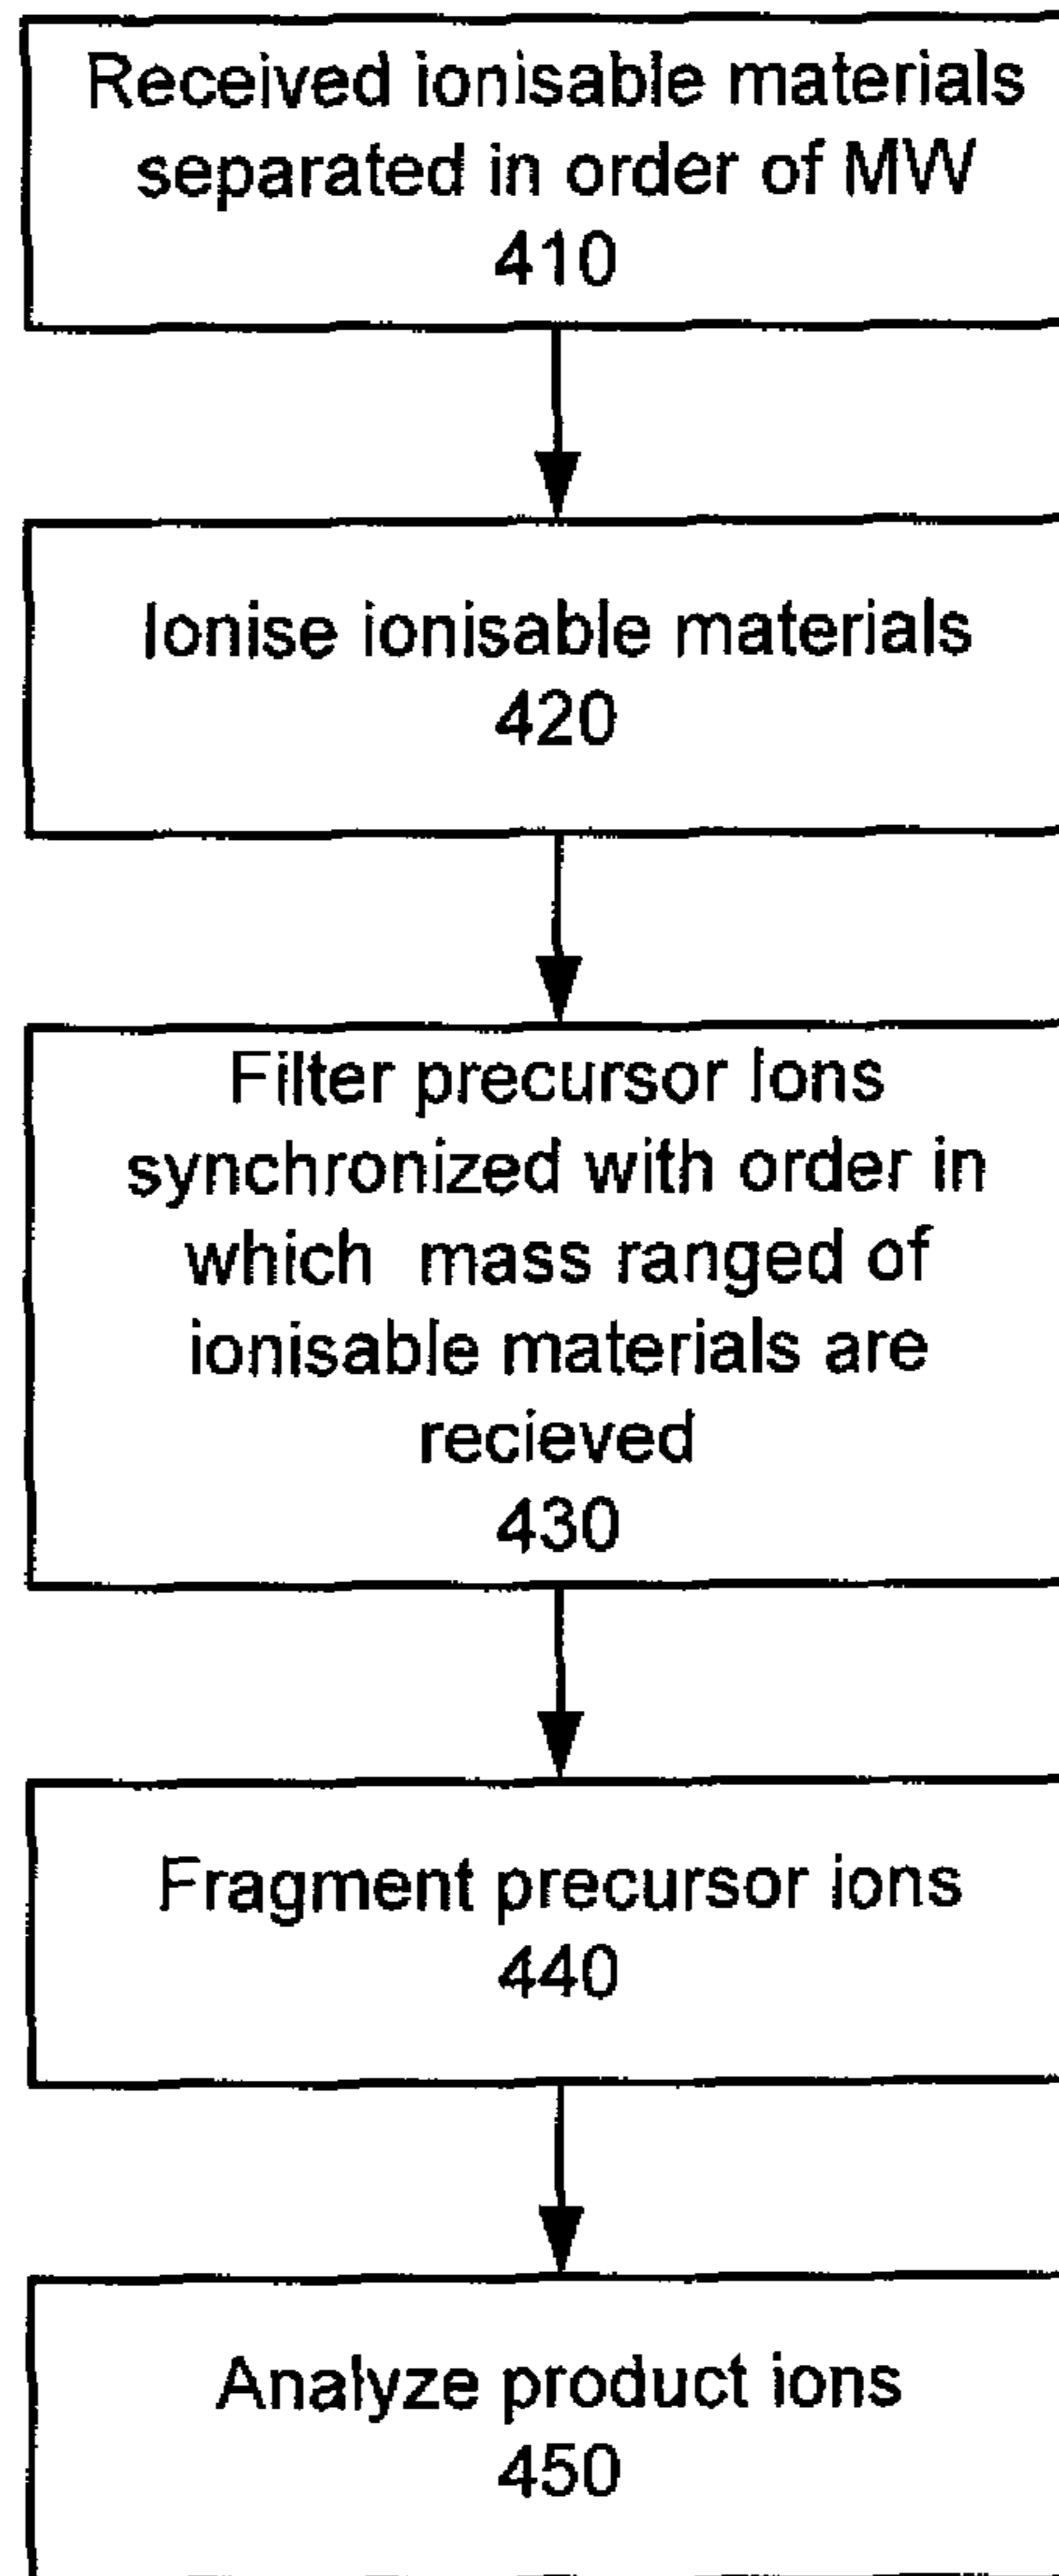 Received ionisable materials
separated in order of MW
410
Ionise ionisable materials
420
Filter precursor Ions
synchronized with order in
which mass ranged of
ionisable materials are
recieved
430
Fragment precursor ions
440
Analyze product ions
450